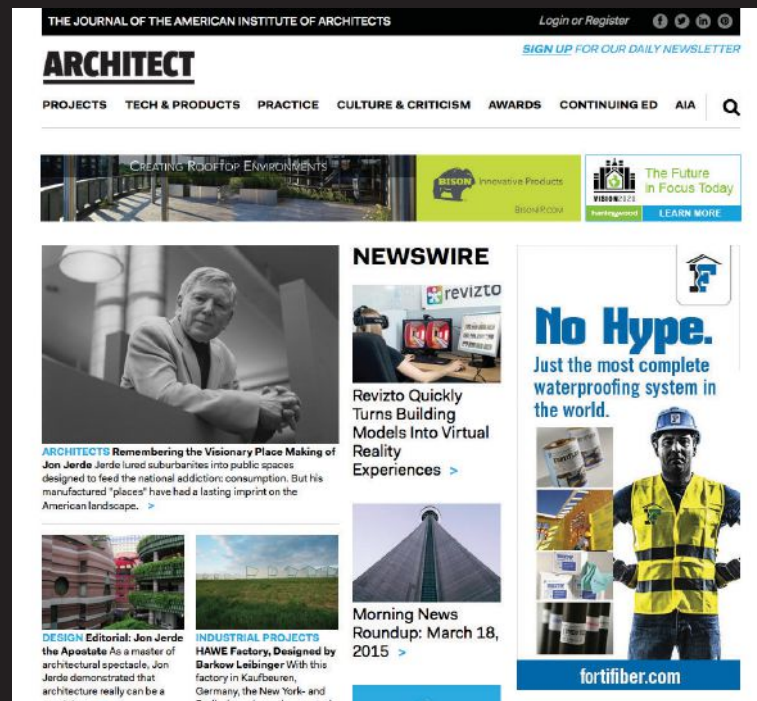 THE JOURNAL OF THE AMERICAN INSTITUTE OF ARCHITECTS
Login or Register
SIGN UP FOR OUR DAILY NEWSLETTER
ARCHITECT
PROJECTS TECH & PRODUCTS PRACTICE CULTURE & CRITICISM AWARDS CONTINUING ED AIA
CREATING ROOFTOP ENVIRONMENTS
BISON Innovative Products
BISONIP.COM
VISION2020
The Future
in Focus Today
hanleywood
LEARN MORE
ARCHITECTS Remembering the Visionary Place Making of
Jon Jerde Jerde lured suburbanites into public spaces
designed to feed the national addiction: consumption. But his
manufactured "places" have had a lasting imprint on the
American landscape. >
DESIGN Editorial: Jon Jerde
the Apostate As a master of
architectural spectacle, Jon
Jerde demonstrated that
architecture really can be a
INDUSTRIAL PROJECTS
HAWE Factory, Designed by
Barkow Leibinger With this
factory in Kaufbeuren,
Germany, the New York- and
NEWSWIRE
revizto
Revizto Quickly
Turns Building
Models Into Virtual
Reality
Experiences >
Morning News
Roundup: March 18,
2015 >
No Hype.
Just the most complete
waterproofing system in
the world.
fortifiber.com